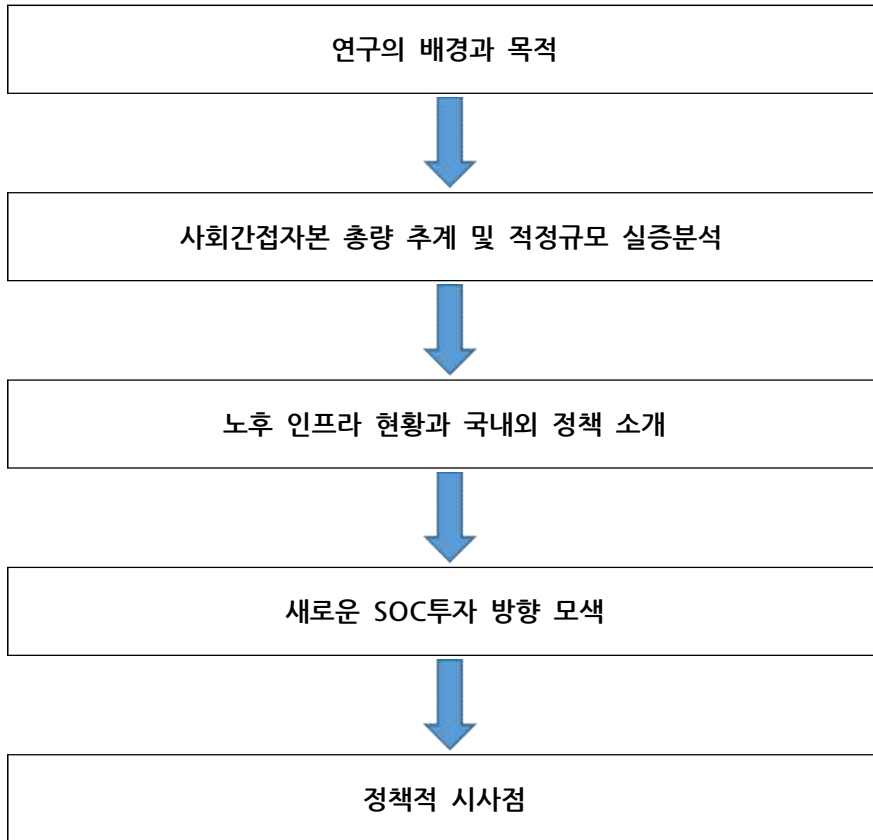 연구의 배경과 목적
사회간접자본 총량 추계 및 적정규모 실증분석
노후 인프라 현황과 국내외 정책 소개
새로운 SOC투자 방향 모색
정책적 시사점